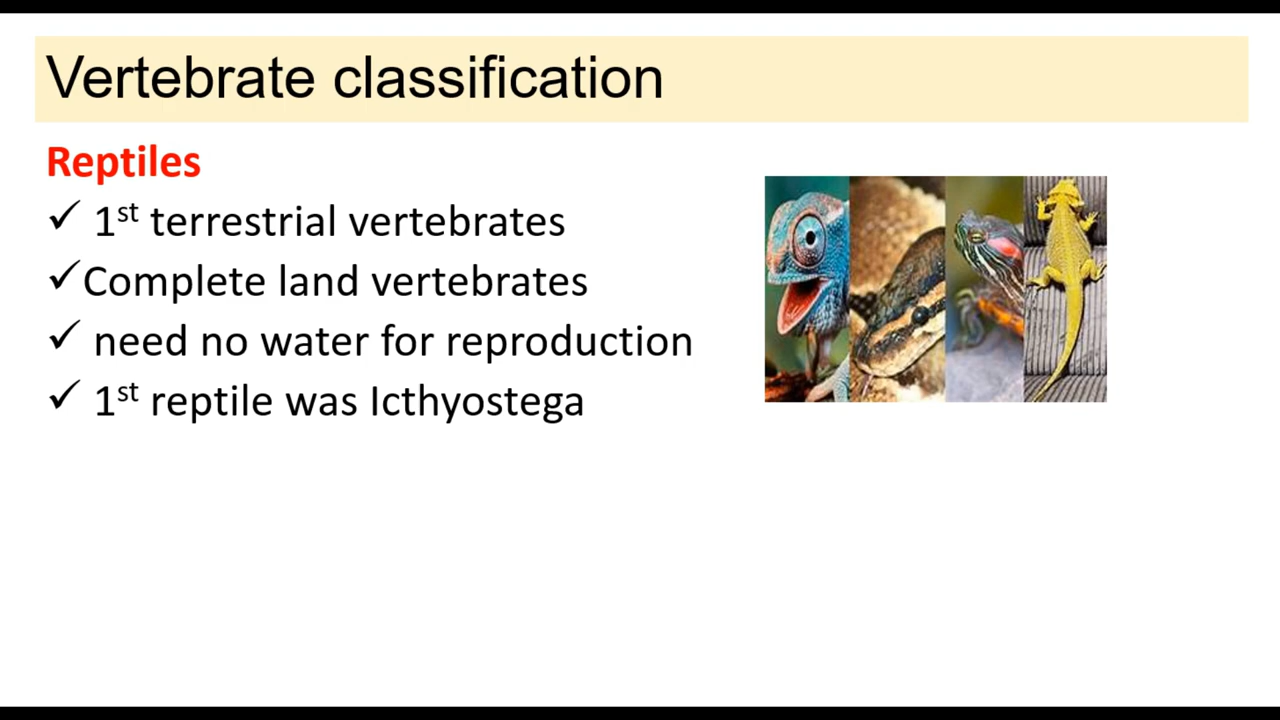 Vertebrate classification
Reptiles
✓ 1st terrestrial vertebrates
✓ Complete land vertebrates
✓ need no water for reproduction
✓ 1st reptile was Icthyostega